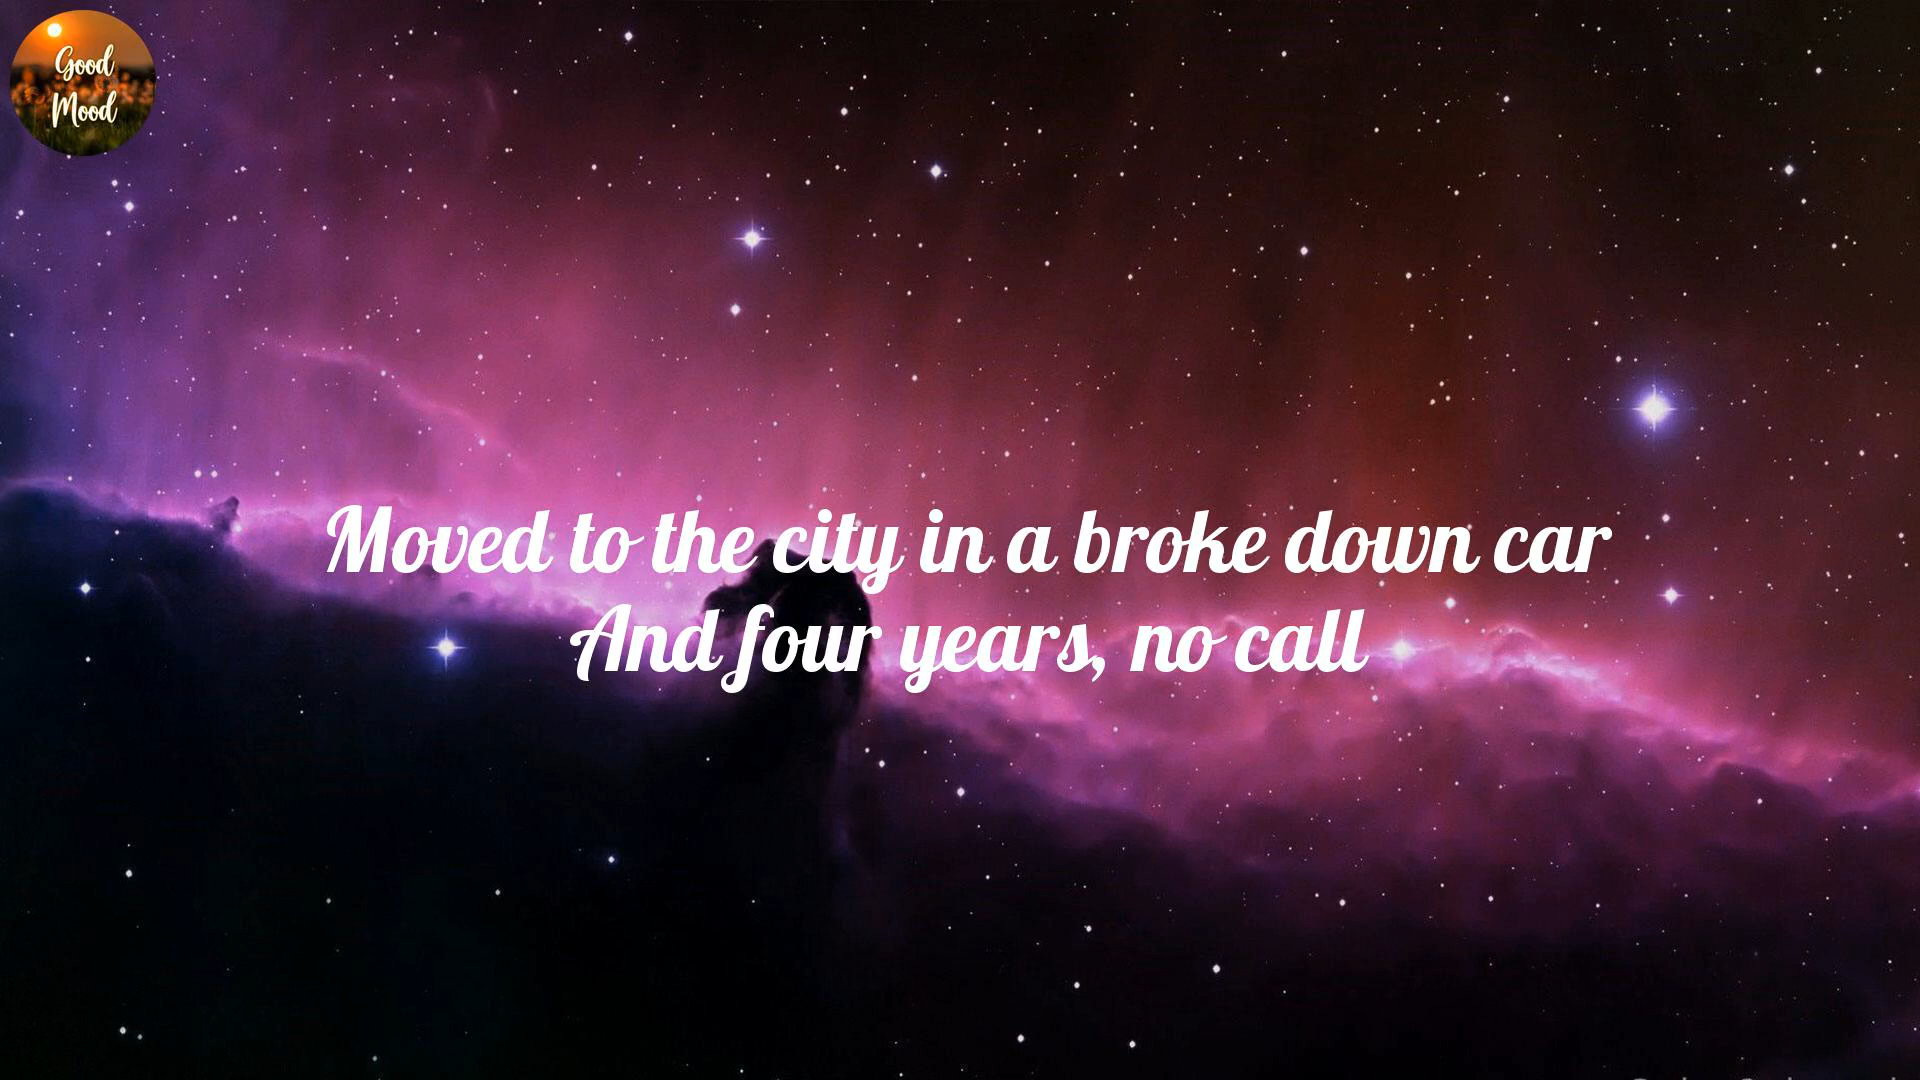 Good
Mood
Moved to the city in a broke down car
And four years, no call